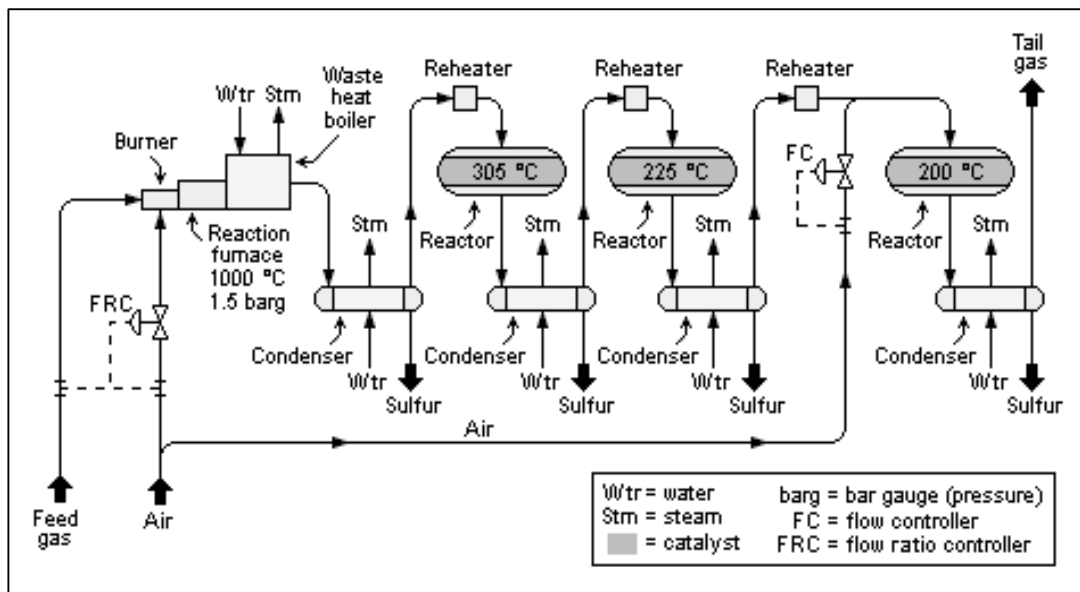 Tail
gas
Reheater
Reheater
Reheater
Waste
heat
boiler
Wtr
Stm
Burner
FC
305 °C
225 °C
200 °C
Reaction
furnace
1000 °C
1.5 barg
Stm
Reactor
Stm
Reactor
Stm
Reactor
Stm
FRC
Condenser
Condenser
Condenser
Condenser
Wtr
Wtr
Wtr
Wtr
Sulfur
Sulfur
Sulfur
Sulfur
Air
Feed
gas
Air
Wtr = water
Stm = steam
= catalyst
barg = bar gauge (pressure)
FC = flow controller
FRC = flow ratio controller